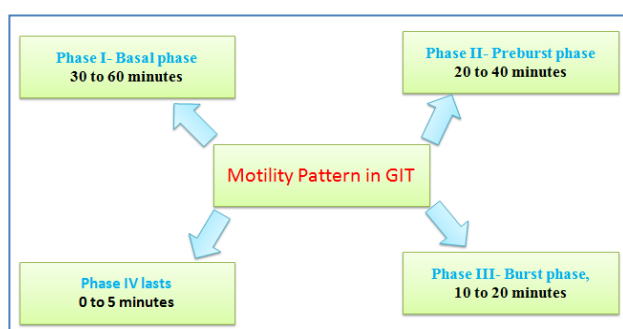 Phase I- Basal phase
30 to 60 minutes
Phase II- Preburst phase
20 to 40 minutes
Motility Pattern in GIT
Phase IV lasts
0 to 5 minutes
Phase III- Burst phase,
10 to 20 minutes